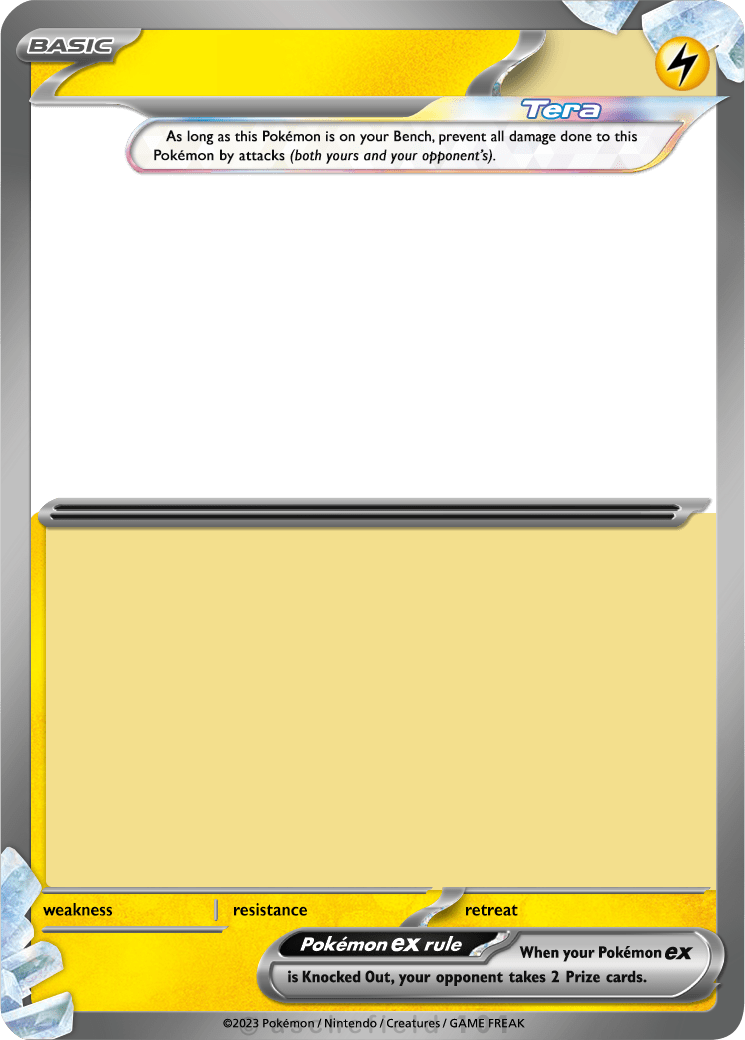 BASIC
Tera
As long as this Pokémon is on your Bench, prevent all damage done to this
Pokémon by attacks (both yours and your opponent's).
weakness
resistance
retreat
Pokémon ex rule
When your Pokémon ex
is Knocked Out, your opponent takes 2 Prize cards.
©2023 Pokémon / Nintendo / Creatures / GAME FREAK